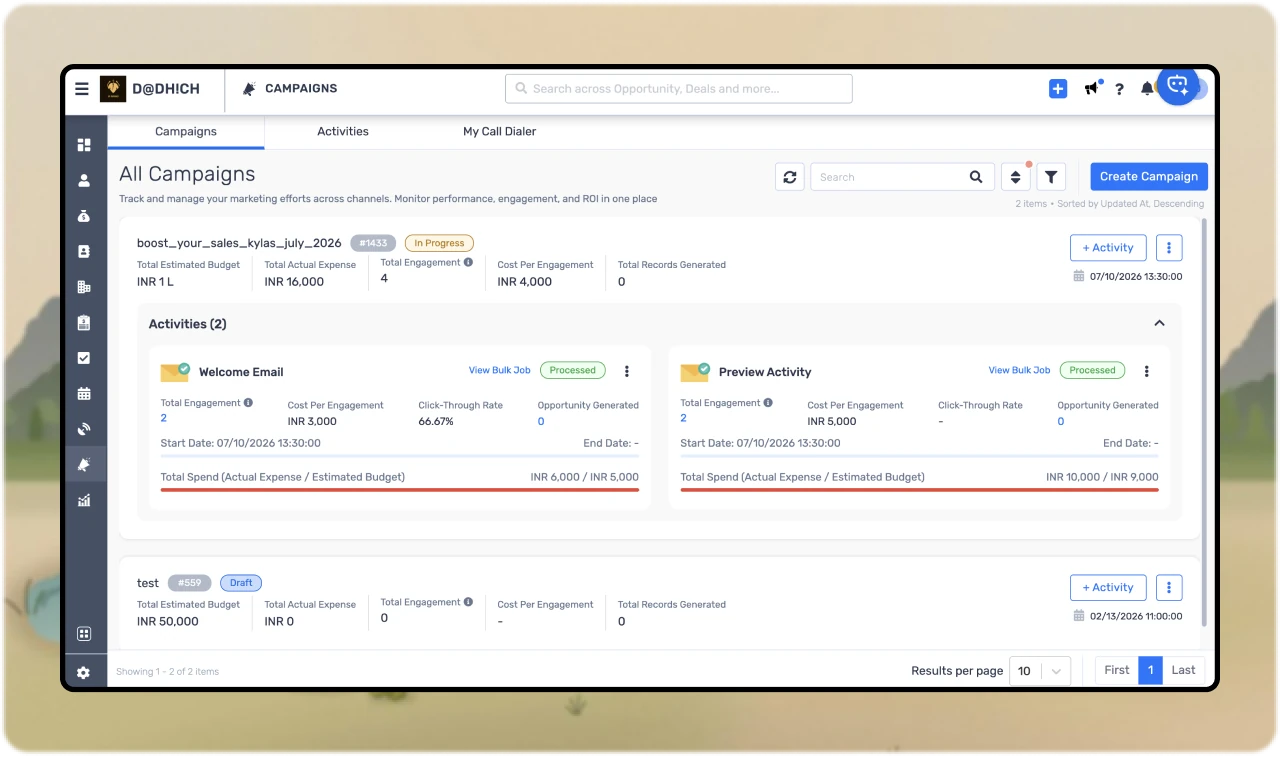 D@DH!CH
CAMPAIGNS
Search across Opportunity, Deals and more...
?
Campaigns
Activities
My Call Dialer
All Campaigns
Search
Create Campaign
Track and manage your marketing efforts across channels. Monitor performance, engagement, and ROI in one place
2 items • Sorted by Updated At, Descending
boost_your_sales_kylas_july_2026 #1433 In Progress
+ Activity
Total Estimated Budget Total Actual Expense Total Engagement Cost Per Engagement Total Records Generated
INR 1 L INR 16,000 4 INR 4,000 0
07/10/2026 13:30:00
Activities (2)
Welcome Email View Bulk Job Processed
Total Engagement Cost Per Engagement Click-Through Rate Opportunity Generated
2 INR 3,000 66.67% 0
Start Date: 07/10/2026 13:30:00 End Date: -
Total Spend (Actual Expense / Estimated Budget) INR 6,000 / INR 5,000
Preview Activity View Bulk Job Processed
Total Engagement Cost Per Engagement Click-Through Rate Opportunity Generated
2 INR 5,000 - 0
Start Date: 07/10/2026 13:30:00 End Date: -
Total Spend (Actual Expense / Estimated Budget) INR 10,000 / INR 9,000
test #559 Draft
+ Activity
Total Estimated Budget Total Actual Expense Total Engagement Cost Per Engagement Total Records Generated
INR 50,000 INR 0 0 - 0
02/13/2026 11:00:00
Showing 1 - 2 of 2 items
Results per page 10
First 1 Last